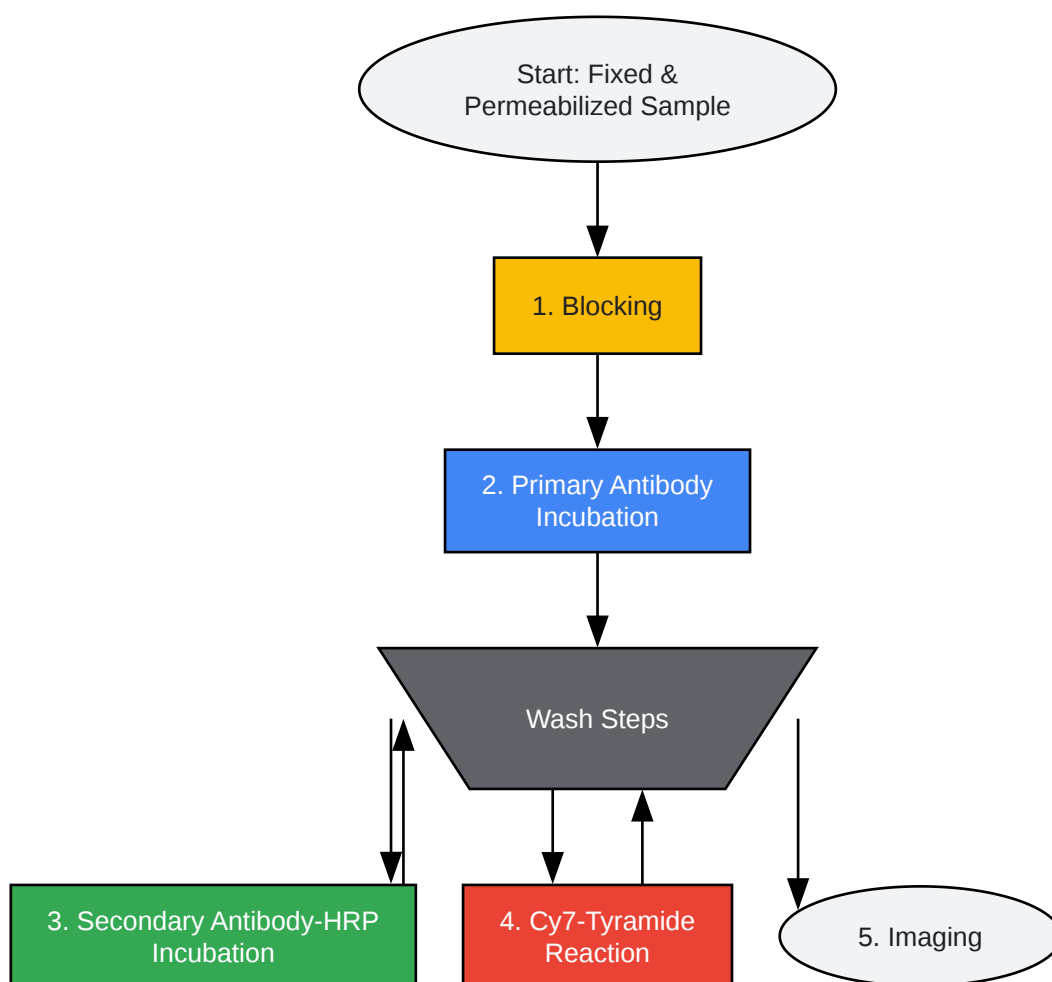 Start: Fixed &
Permeabilized Sample
1. Blocking
2. Primary Antibody
Incubation
Wash Steps
3. Secondary Antibody-HRP
Incubation
4. Cy7-Tyramide
Reaction
5. Imaging